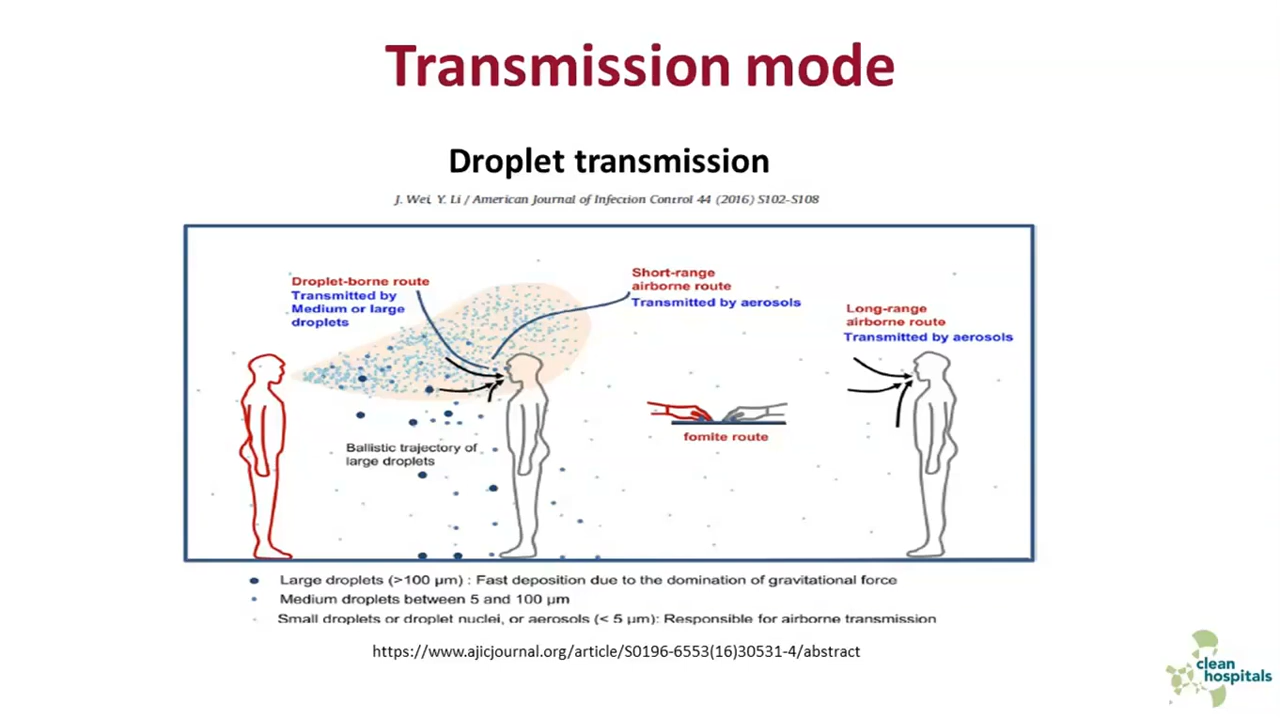 Transmission mode
Droplet transmission
J. Wei, Y. Li / American Journal of Infection Control 44 (2016) S102-S108
Droplet-borne route
Transmitted by
Medium or large
droplets
Short-range
airborne route
Transmitted by aerosols
Long-range
airborne route
Transmitted by aerosols
fomite route
Ballistic trajectory of
large droplets
Large droplets (>100 µm) : Fast deposition due to the domination of gravitational force
Medium droplets between 5 and 100 µm
Small droplets or droplet nuclei, or aerosols (< 5 µm): Responsible for airborne transmission
https://www.ajicjournal.org/article/S0196-6553(16)30531-4/abstract
clean
hospitals